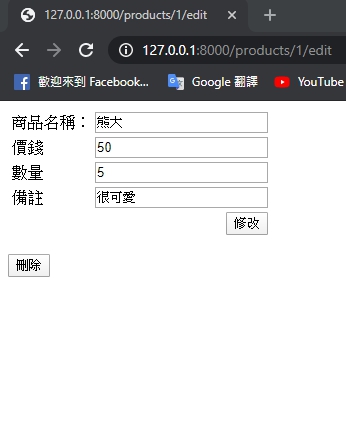 127.0.0.1:8000/products/1/edit
127.0.0.1:8000/products/1/edit
歡迎來到 Facebook... Google 翻譯 YouTube
商品名稱： 熊大
價錢 50
數量 5
備註 很可愛
修改
刪除